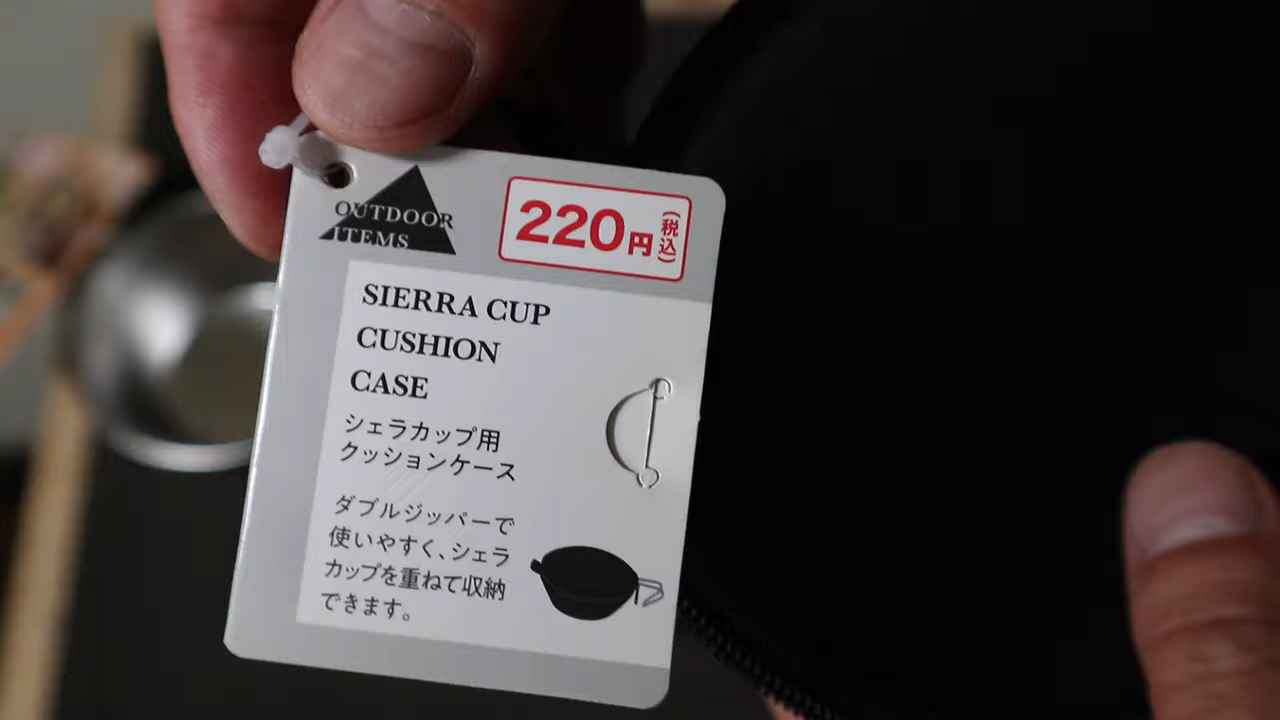 OUTDOOR
ITEMS
220円(税込)
SIERRA CUP
CUSHION
CASE
シェラカップ用
クッションケース
ダブルジッパーで
使いやすく、シェラ
カップを重ねて収納
できます。